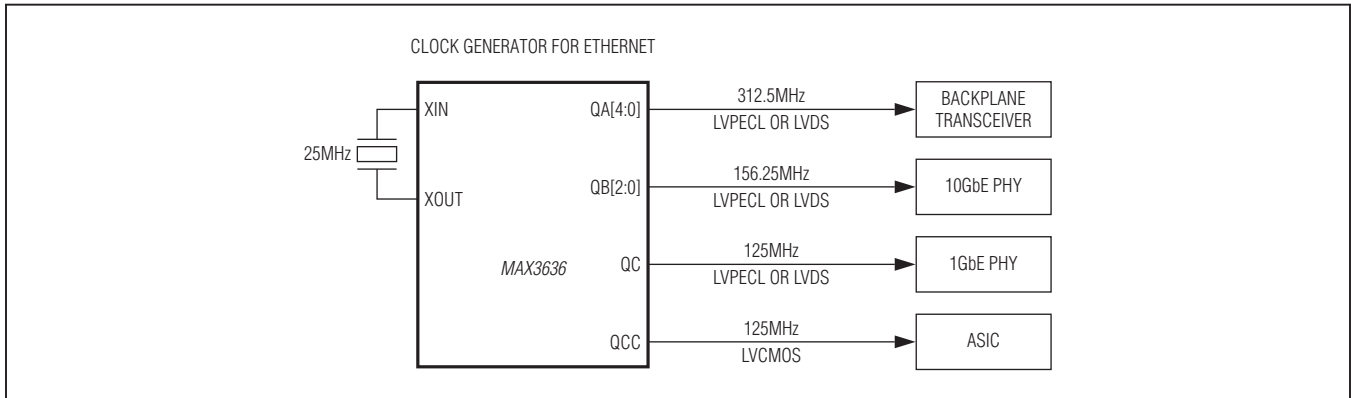 CLOCK GENERATOR FOR ETHERNET
XIN
25MHz
XOUT
MAX3636
QA[4:0]
312.5MHz
LVPECL OR LVDS
BACKPLANE
TRANSCEIVER
QB[2:0]
156.25MHz
LVPECL OR LVDS
10GbE PHY
QC
125MHz
LVPECL OR LVDS
1GbE PHY
QCC
125MHz
LVCMOS
ASIC